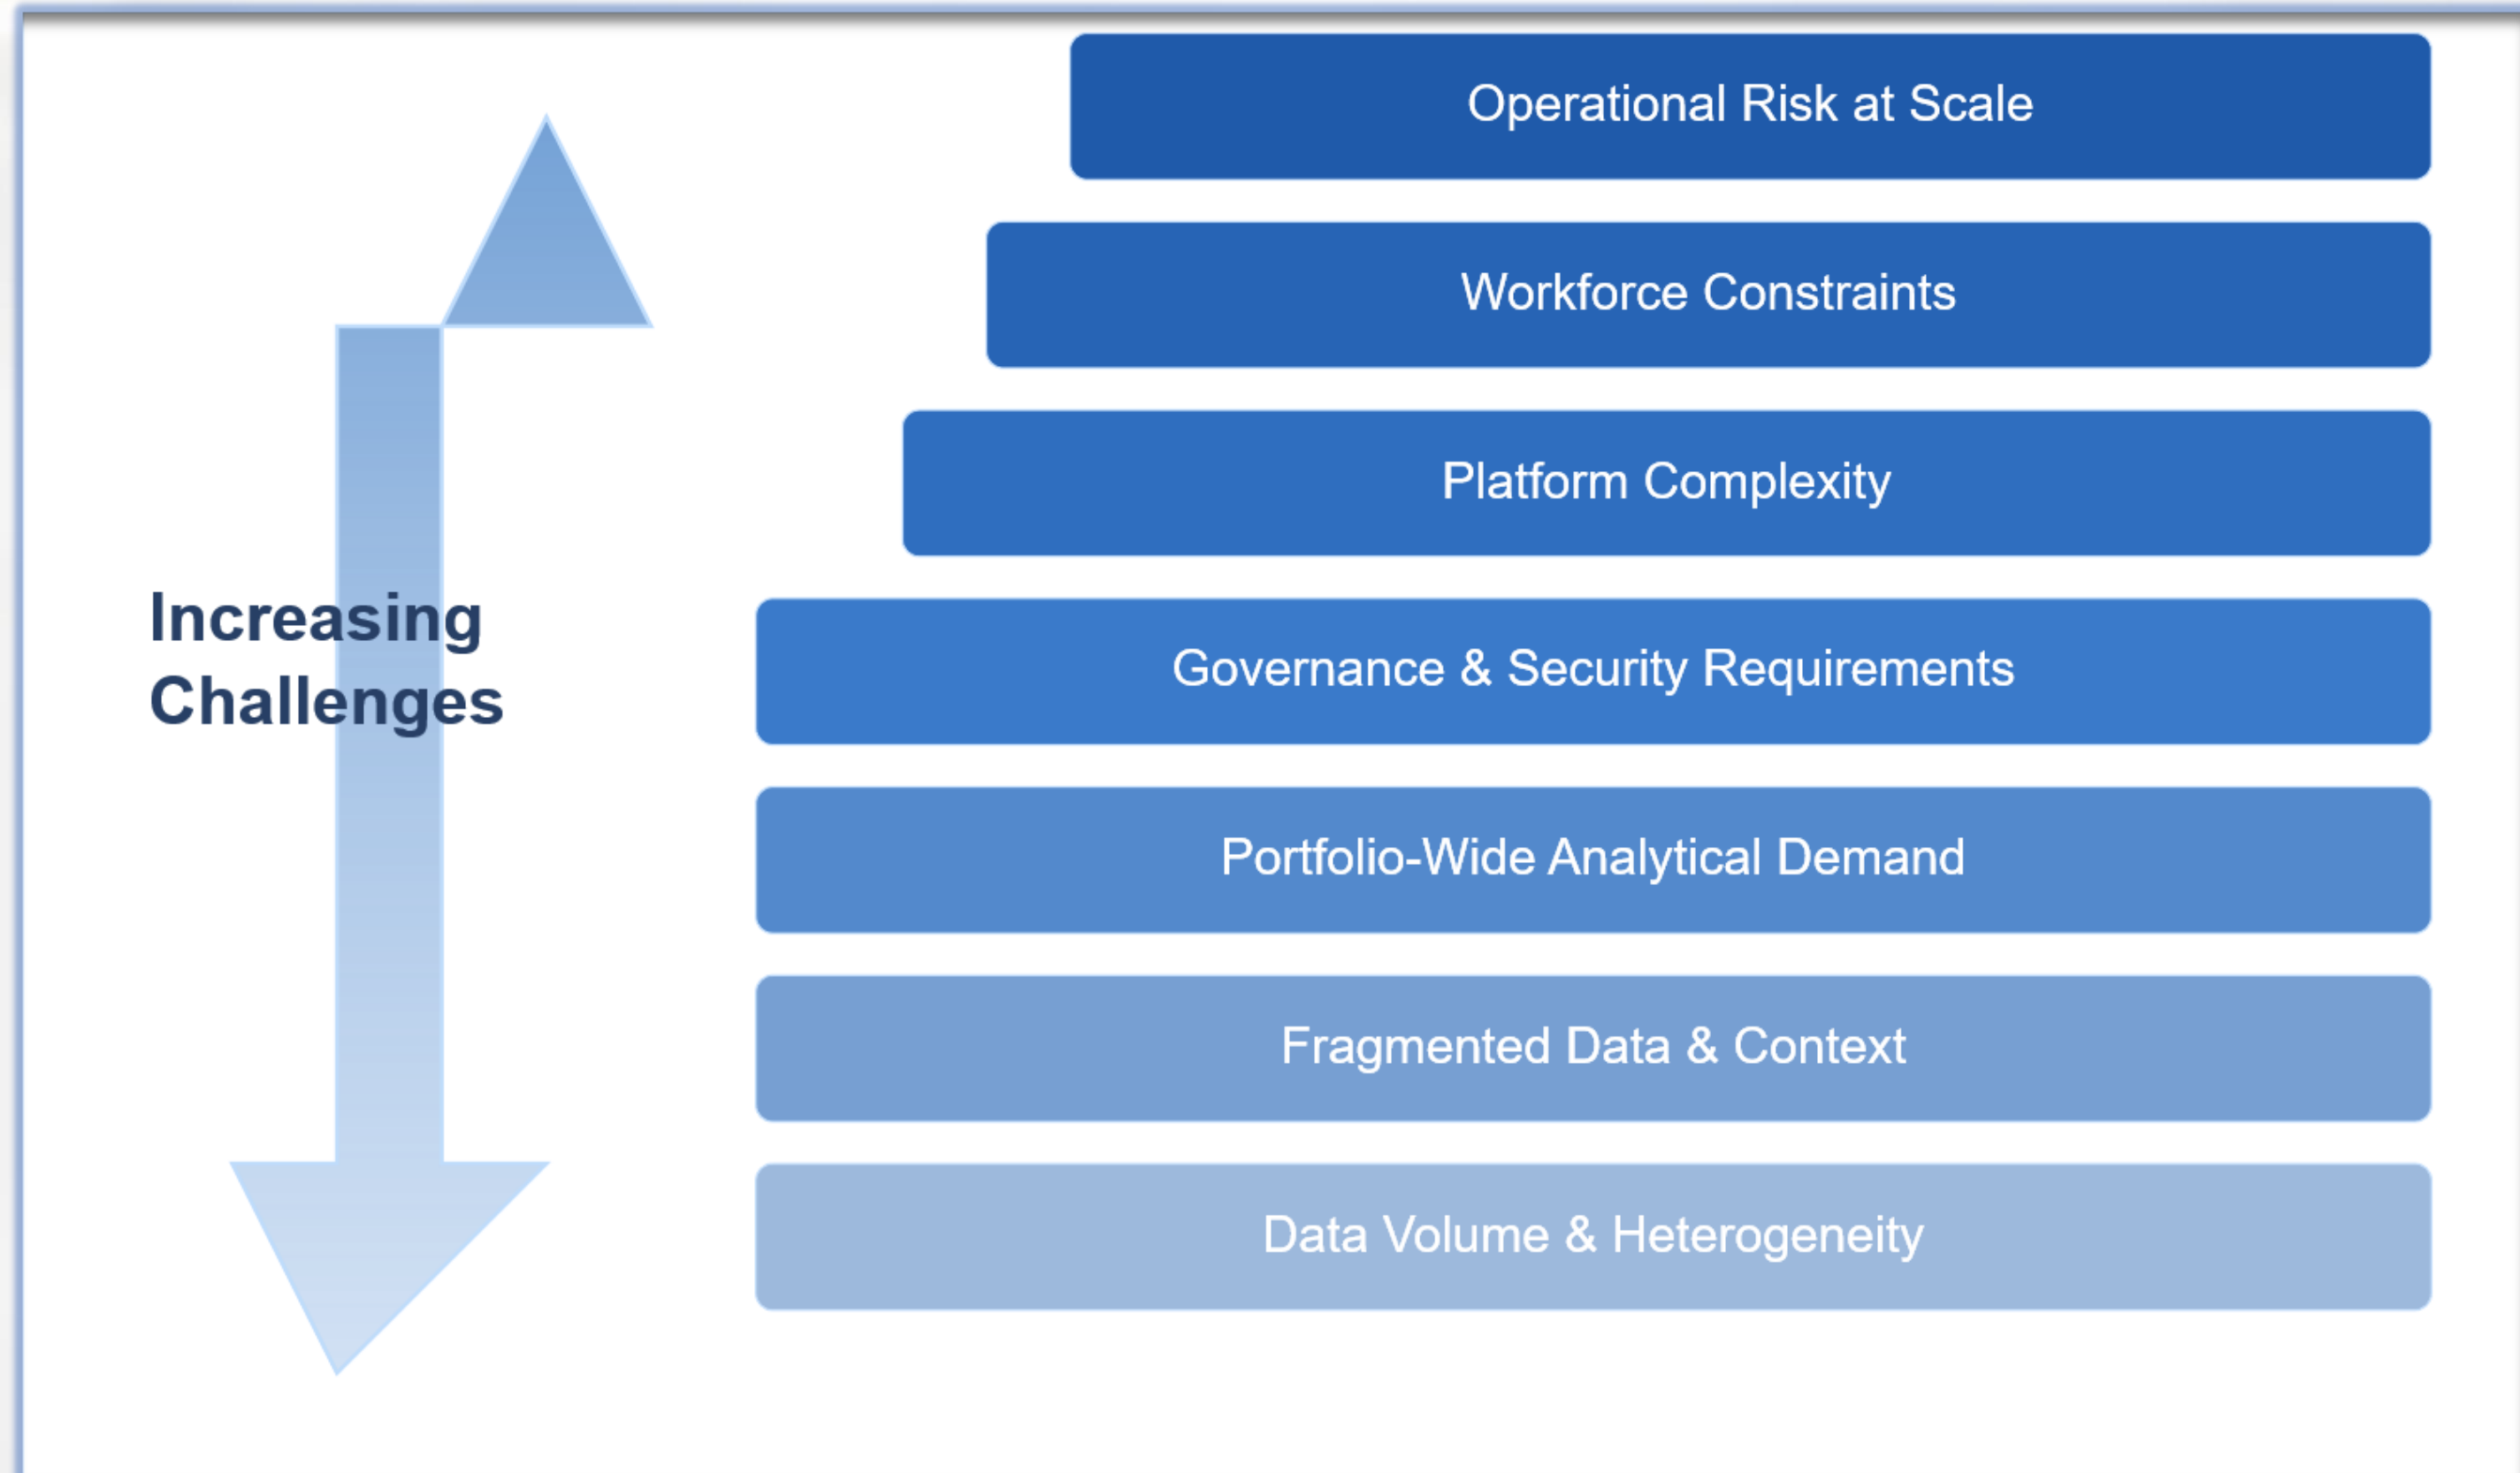 Operational Risk at Scale
Workforce Constraints
Platform Complexity
Increasing
Challenges
Governance & Security Requirements
Portfolio-Wide Analytical Demand
Fragmented Data & Context
Data Volume & Heterogeneity